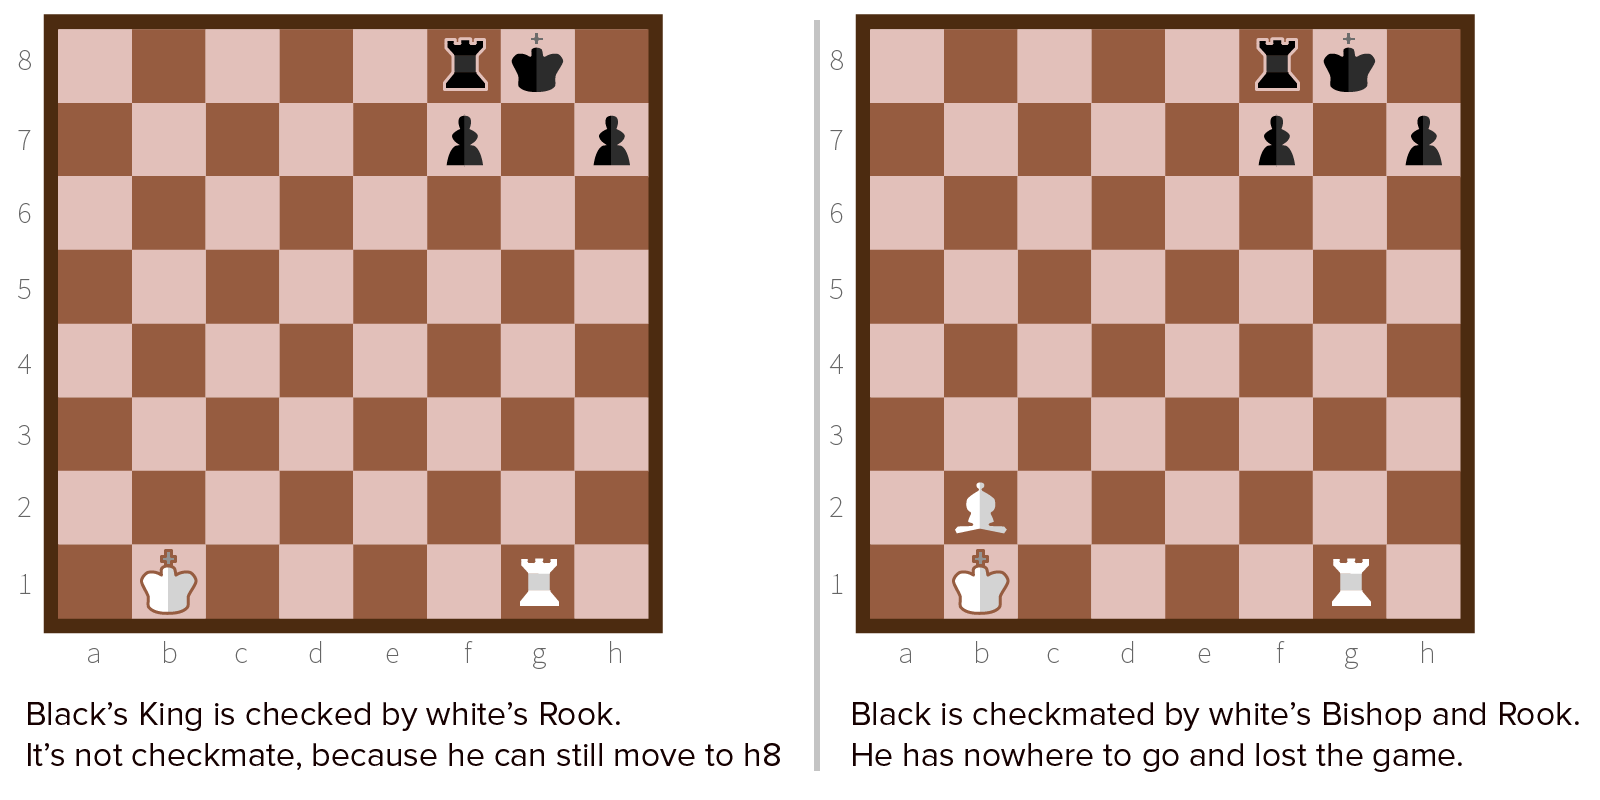 8
7
6
5
4
3
2
1
a b c d e f g h
Black’s King is checked by white’s Rook.
It’s not checkmate, because he can still move to h8
8
7
6
5
4
3
2
1
a b c d e f g h
Black is checkmated by white’s Bishop and Rook.
He has nowhere to go and lost the game.